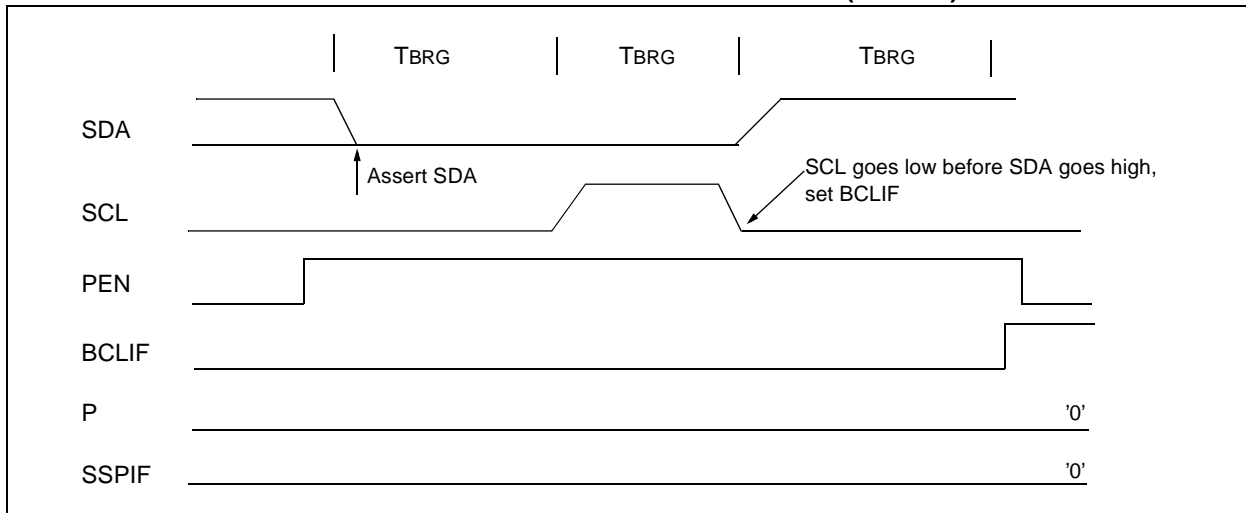 TBRG TBRG TBRG
SDA
Assert SDA
SCL goes low before SDA goes high,
set BCLIF
SCL
PEN
BCLIF
P '0'
SSPIF '0'